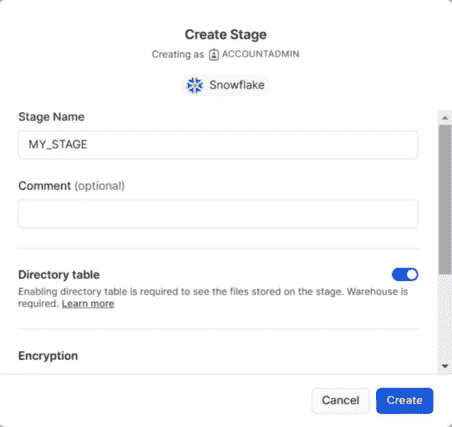 Create Stage
Creating as ACCOUNTADMIN
Snowflake
Stage Name
MY_STAGE
Comment (optional)
Directory table
Enabling directory table is required to see the files stored on the stage. Warehouse is
required. Learn more
Encryption
Cancel Create